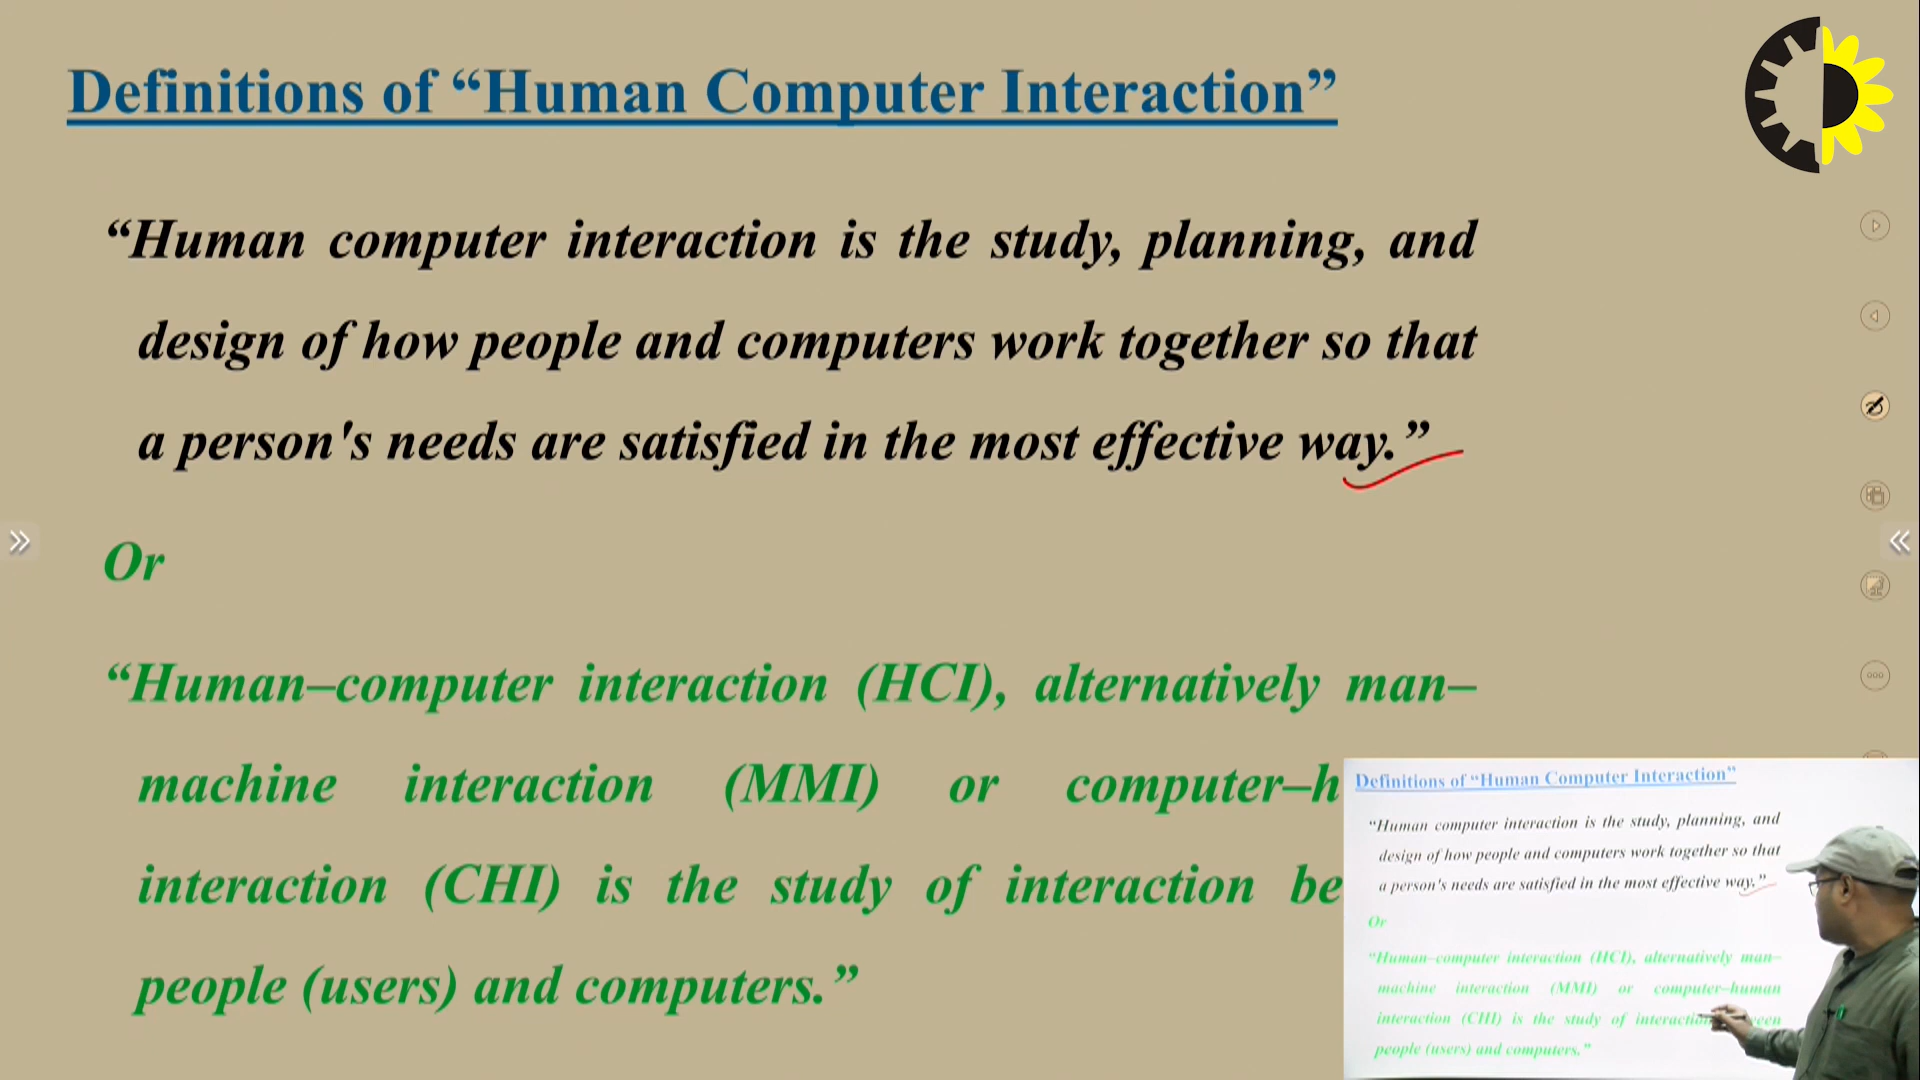 Definitions of “Human Computer Interaction”
“Human computer interaction is the study, planning, and
design of how people and computers work together so that
a person's needs are satisfied in the most effective way.”
Or
“Human–computer interaction (HCI), alternatively man–
machine interaction (MMI) or computer–h
interaction (CHI) is the study of interaction be
people (users) and computers.”
Definitions of “Human Computer Interaction”
“Human computer interaction is the study, planning, and
design of how people and computers work together so that
a person's needs are satisfied in the most effective way.”
Or
“Human–computer interaction (HCI), alternatively man–
machine interaction (MMI) or computer–human
interaction (CHI) is the study of interaction
people (users) and computers.”